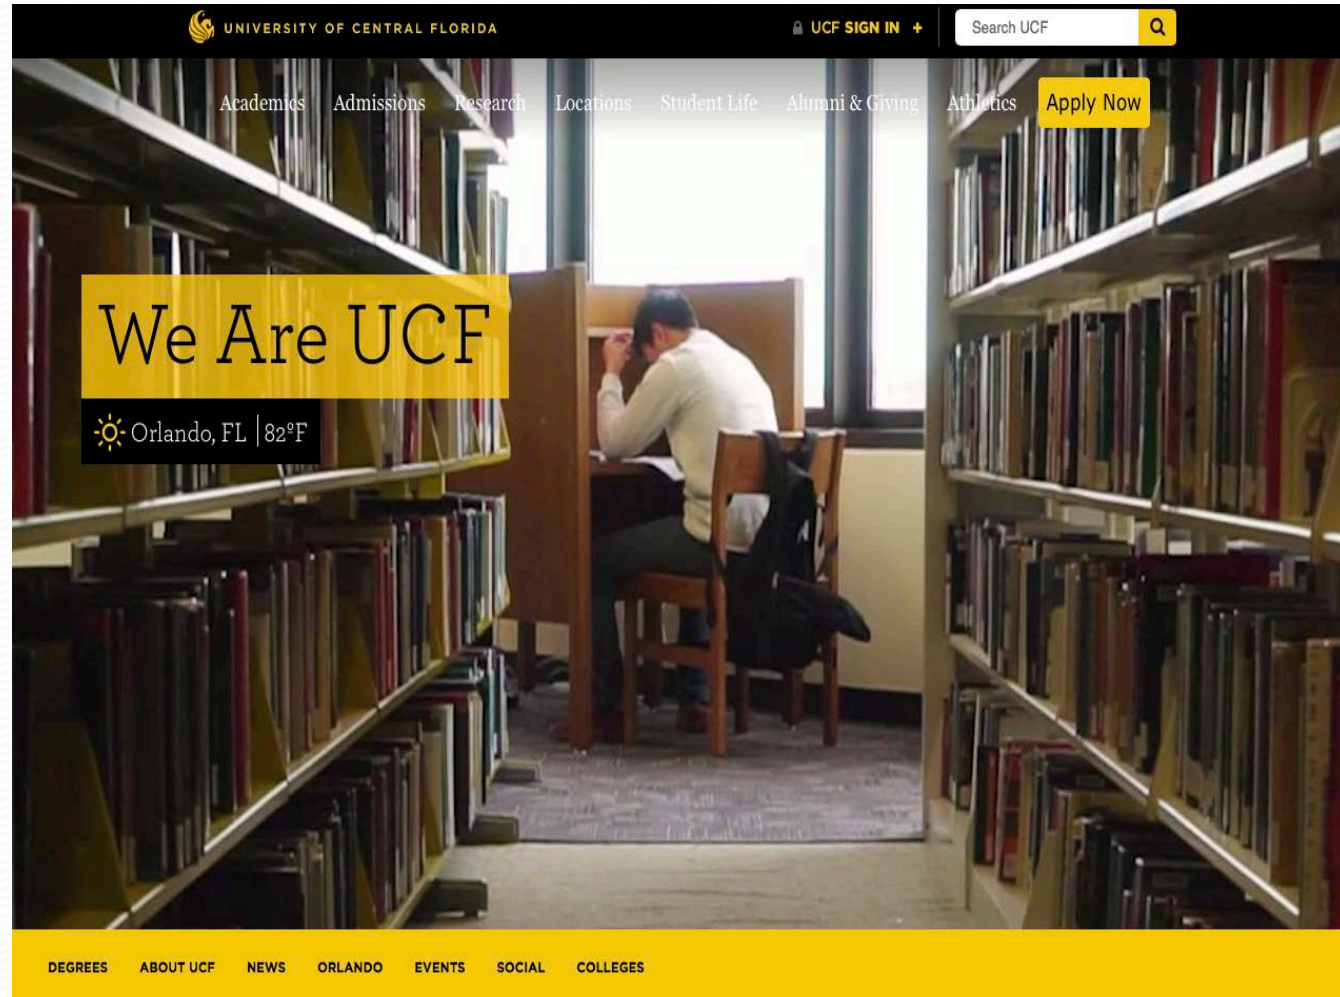 UNIVERSITY OF CENTRAL FLORIDA UCF SIGN IN + Search UCF
Academics Admissions Research Locations Student Life Alumni & Giving Athletics Apply Now
We Are UCF
Orlando, FL | 82°F
DEGREES ABOUT UCF NEWS ORLANDO EVENTS SOCIAL COLLEGES